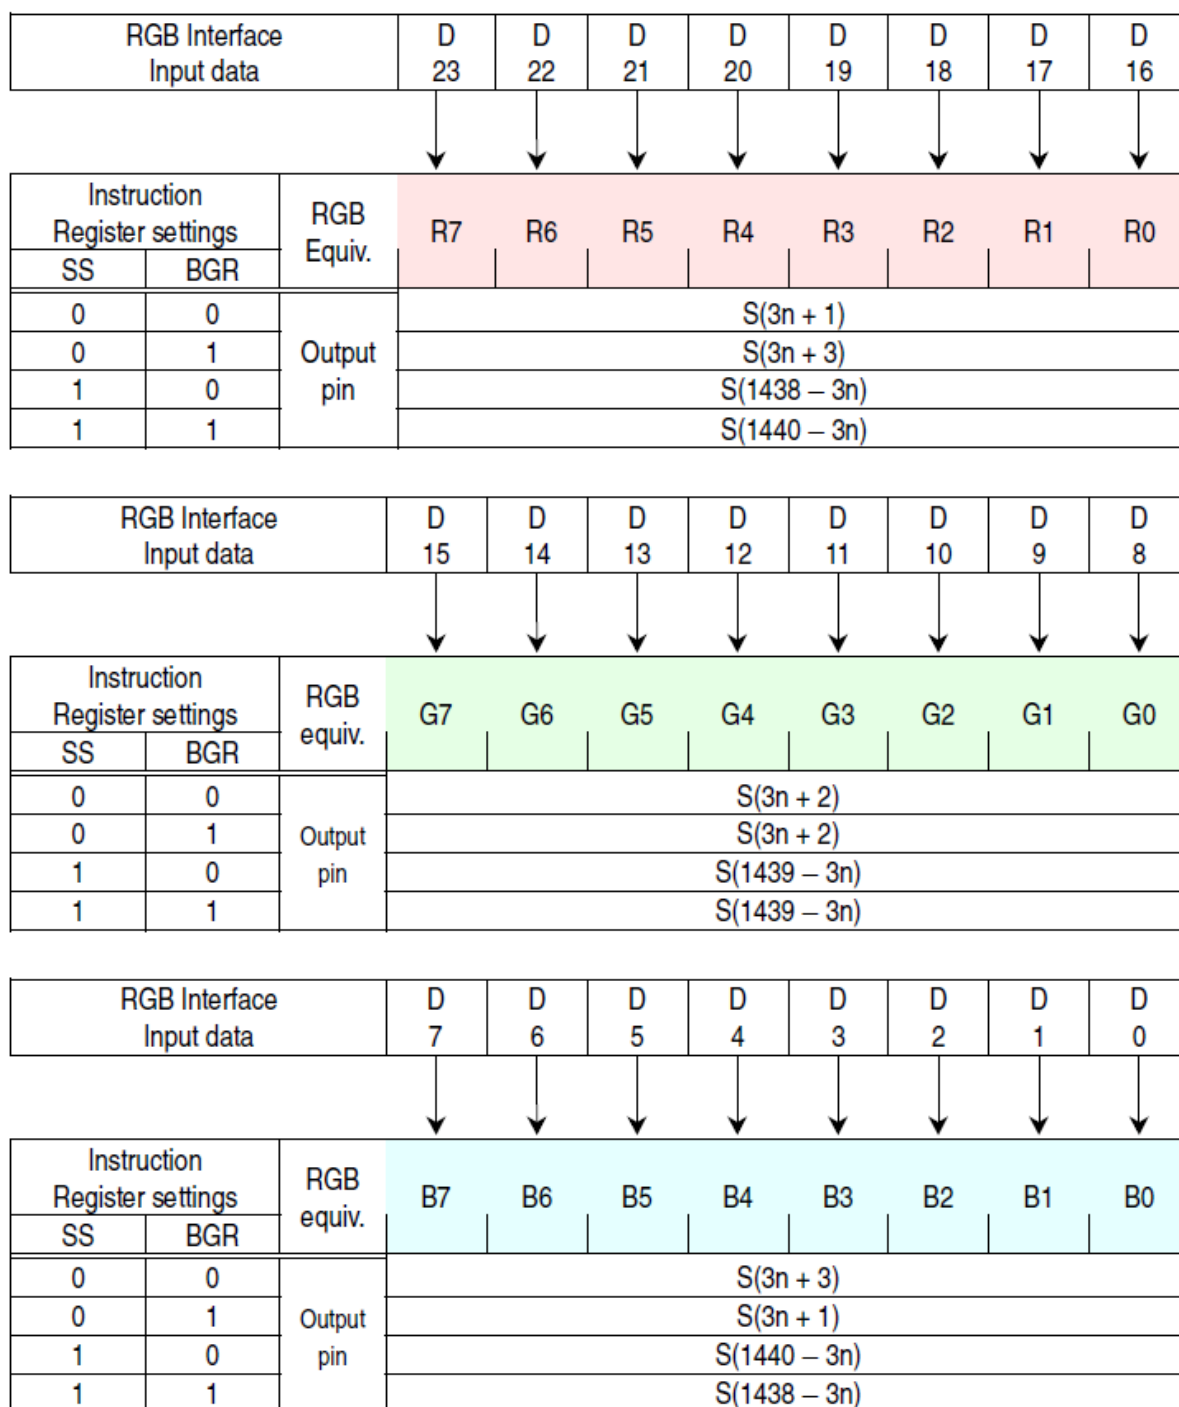 RGB Interface D D D D D D D D
Input data 23 22 21 20 19 18 17 16
Instruction
Register settings
RGB
Equiv.
R7 R6 R5 R4 R3 R2 R1 R0
SS BGR
0 0 S(3n + 1)
0 1 Output S(3n + 3)
1 0 pin S(1438 – 3n)
1 1 S(1440 – 3n)
RGB Interface D D D D D D D D
Input data 15 14 13 12 11 10 9 8
Instruction
Register settings
RGB
equiv.
G7 G6 G5 G4 G3 G2 G1 G0
SS BGR
0 0 S(3n + 2)
0 1 Output S(3n + 2)
1 0 pin S(1439 – 3n)
1 1 S(1439 – 3n)
RGB Interface D D D D D D D D
Input data 7 6 5 4 3 2 1 0
Instruction
Register settings
RGB
equiv.
B7 B6 B5 B4 B3 B2 B1 B0
SS BGR
0 0 S(3n + 3)
0 1 Output S(3n + 1)
1 0 pin S(1440 – 3n)
1 1 S(1438 – 3n)